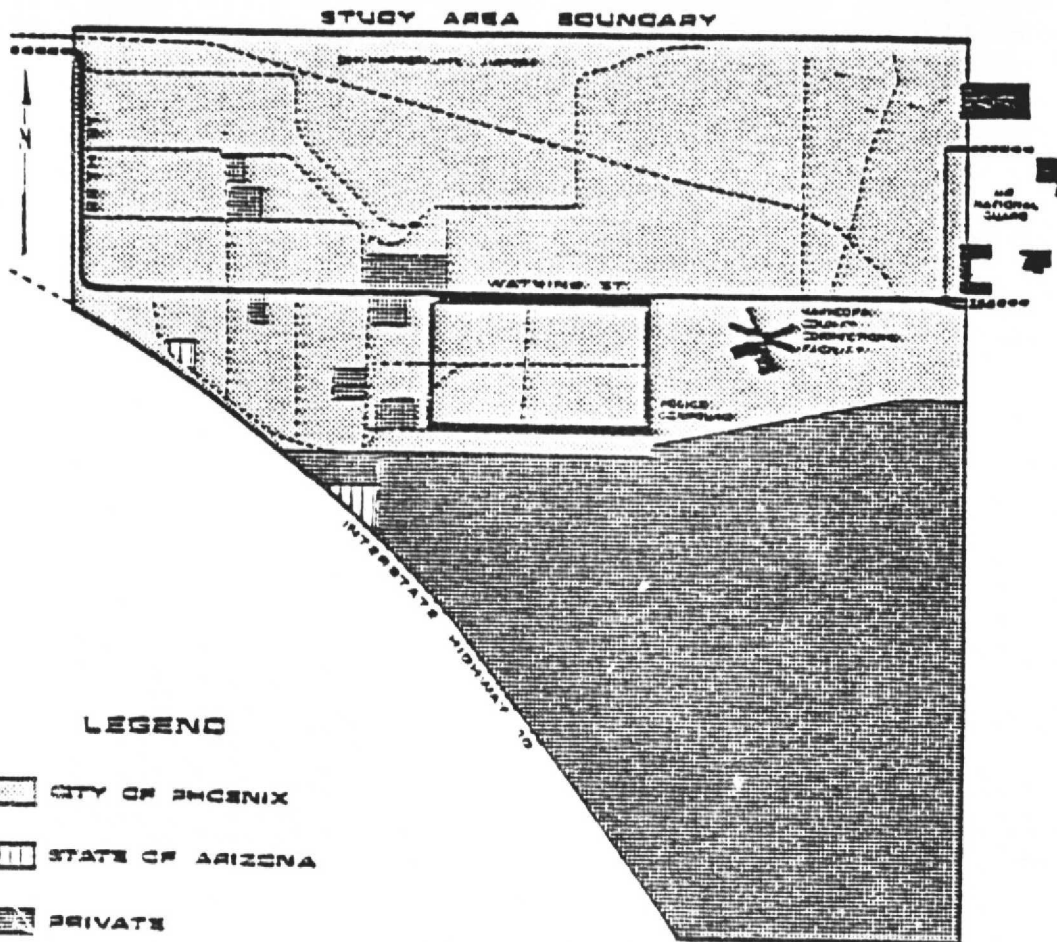 STUDY AREA BOUNDARY
N
NATIONAL
GUARD
WATKINS ST.
MARICOPA
COUNTY
CORRECTIONAL
FACILITY
POLICE
COMPOUND
INTERSTATE HIGHWAY 10
LEGEND
CITY OF PHOENIX
STATE OF ARIZONA
PRIVATE